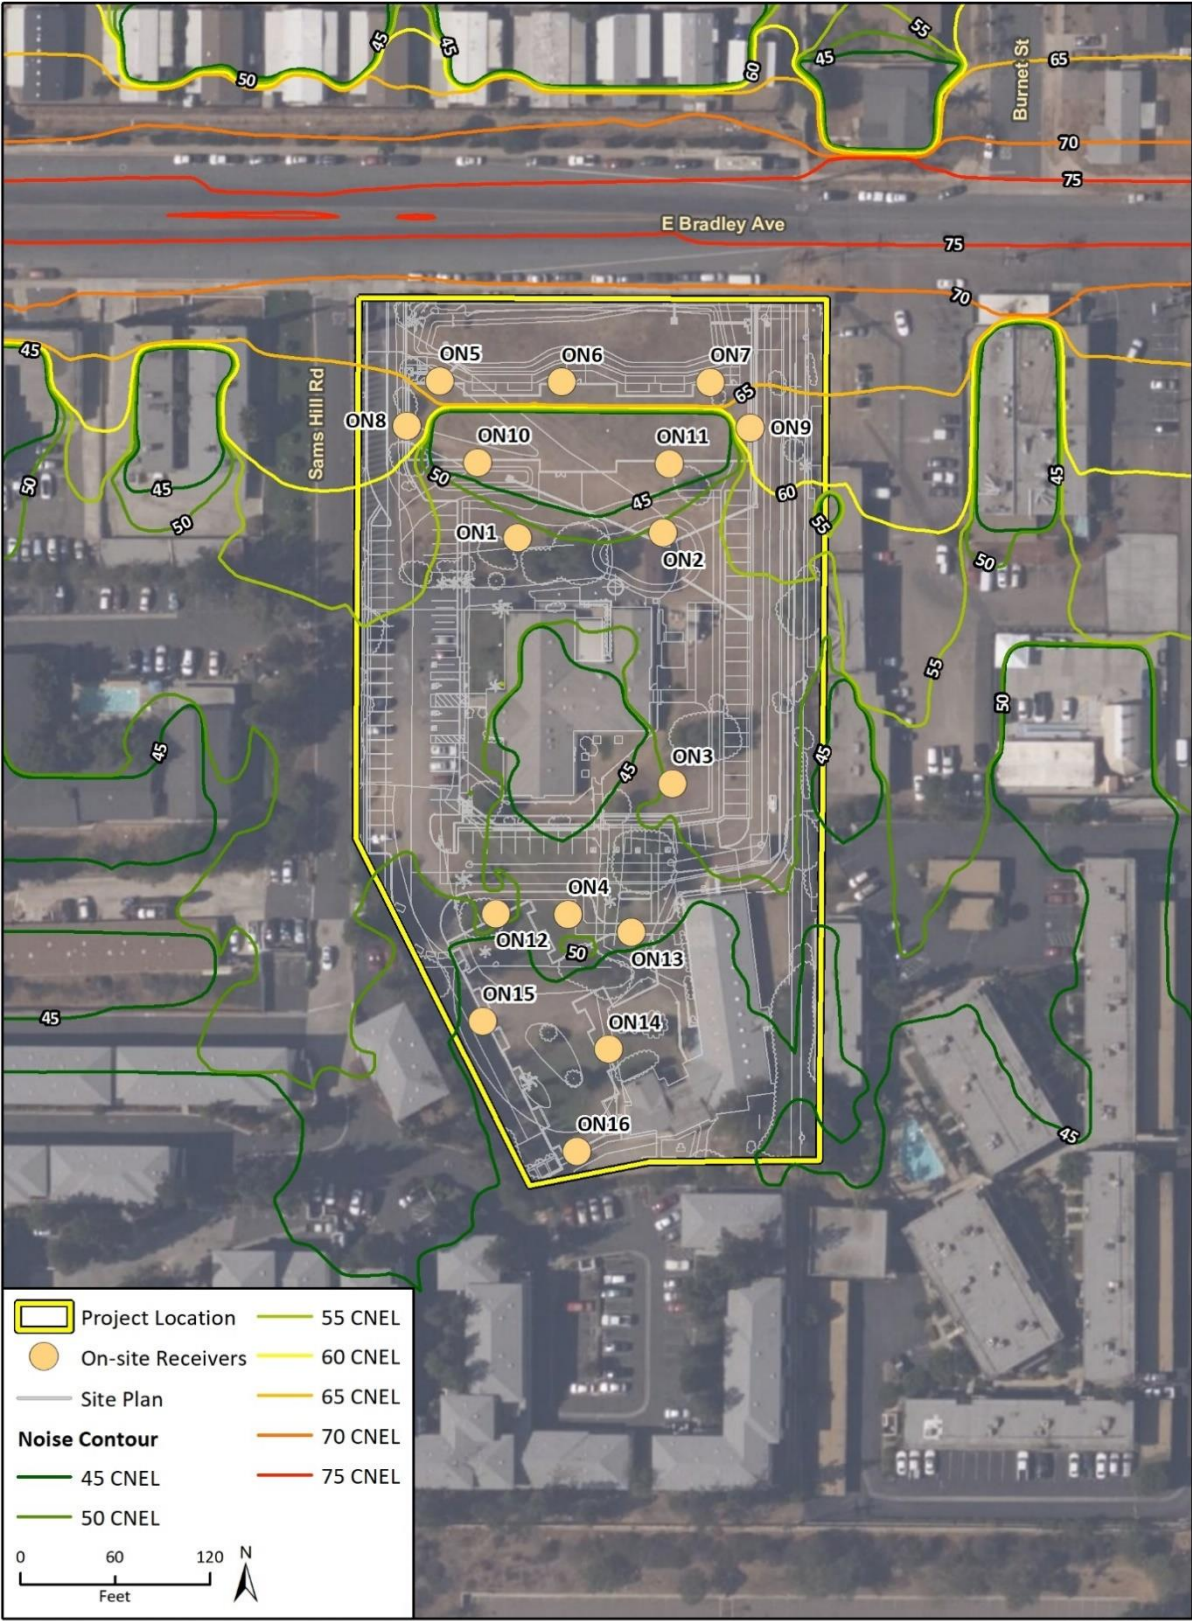 55
45
45
45
50
60
65
Burnet St
70
75
E Bradley Ave
75
70
45
ON5
ON6
ON7
65
Sams Hill Rd
ON8
ON9
ON10
ON11
50
45
50
45
45
60
50
55
ON1
ON2
50
55
50
45
45
ON3
45
ON4
ON12
50
ON13
ON15
45
ON14
ON16
45
Project Location
On-site Receivers
Site Plan
Noise Contour
45 CNEL
50 CNEL
55 CNEL
60 CNEL
65 CNEL
70 CNEL
75 CNEL
0 60 120
Feet
N